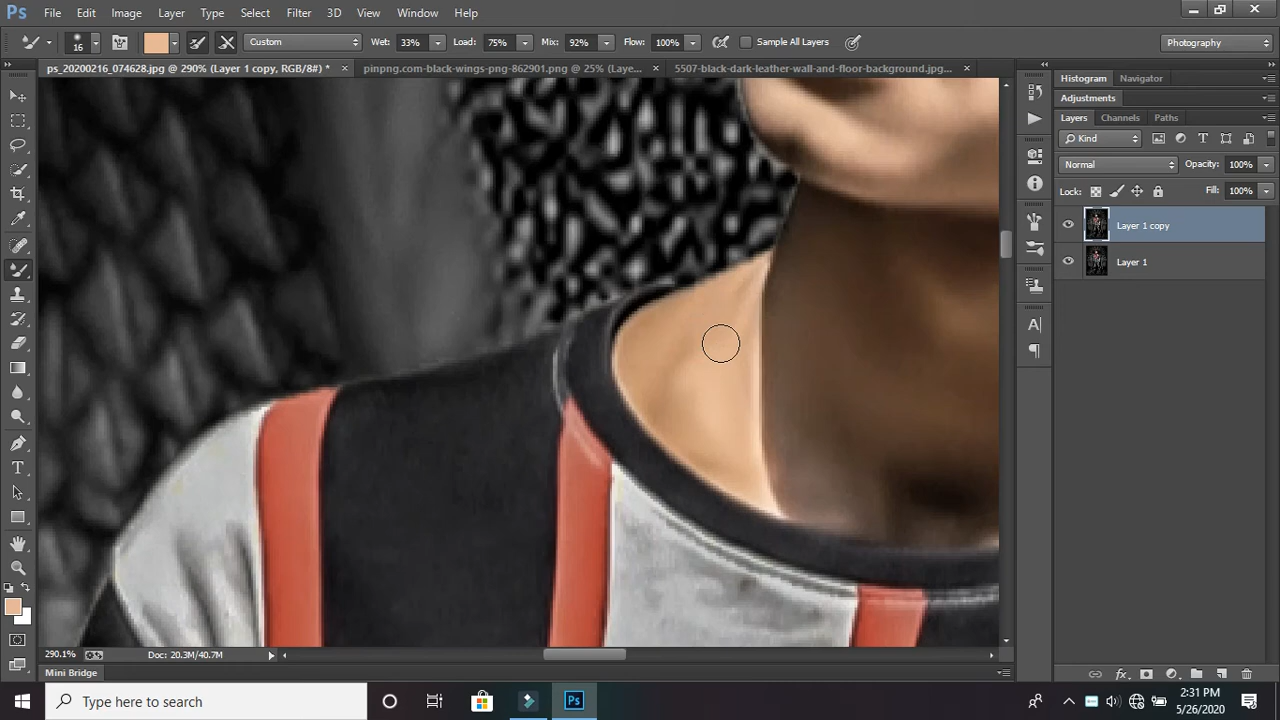 Ps File Edit Image Layer Type Select Filter 3D View Window Help
16 Custom Wet: 33% Load: 75% Mix: 92% Flow: 100% Sample All Layers Photography
ps_20200216_074628.jpg @ 290% (Layer 1 copy, RGB/8#) * × pinpng.com-black-wings-png-862901.png @ 25% (Laye... × 5507-black-dark-leather-wall-and-floor-background.jpg... ×
Histogram Navigator
Adjustments
Layers Channels Paths
Kind
Normal Opacity: 100%
Lock: Fill: 100%
Layer 1 copy
Layer 1
290.1% Doc: 20.3M/40.7M
Mini Bridge
Type here to search
Ps
2:31 PM
5/26/2020